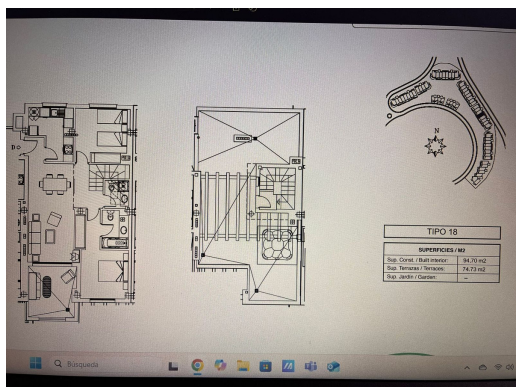 N
TIPO 18
SUPERFICIES / M2
Sup. Const. / Built interior: 94,70 m2
Sup. Terrazas / Terraces: 74,73 m2
Sup. Jardín / Garden: --
Búsqueda